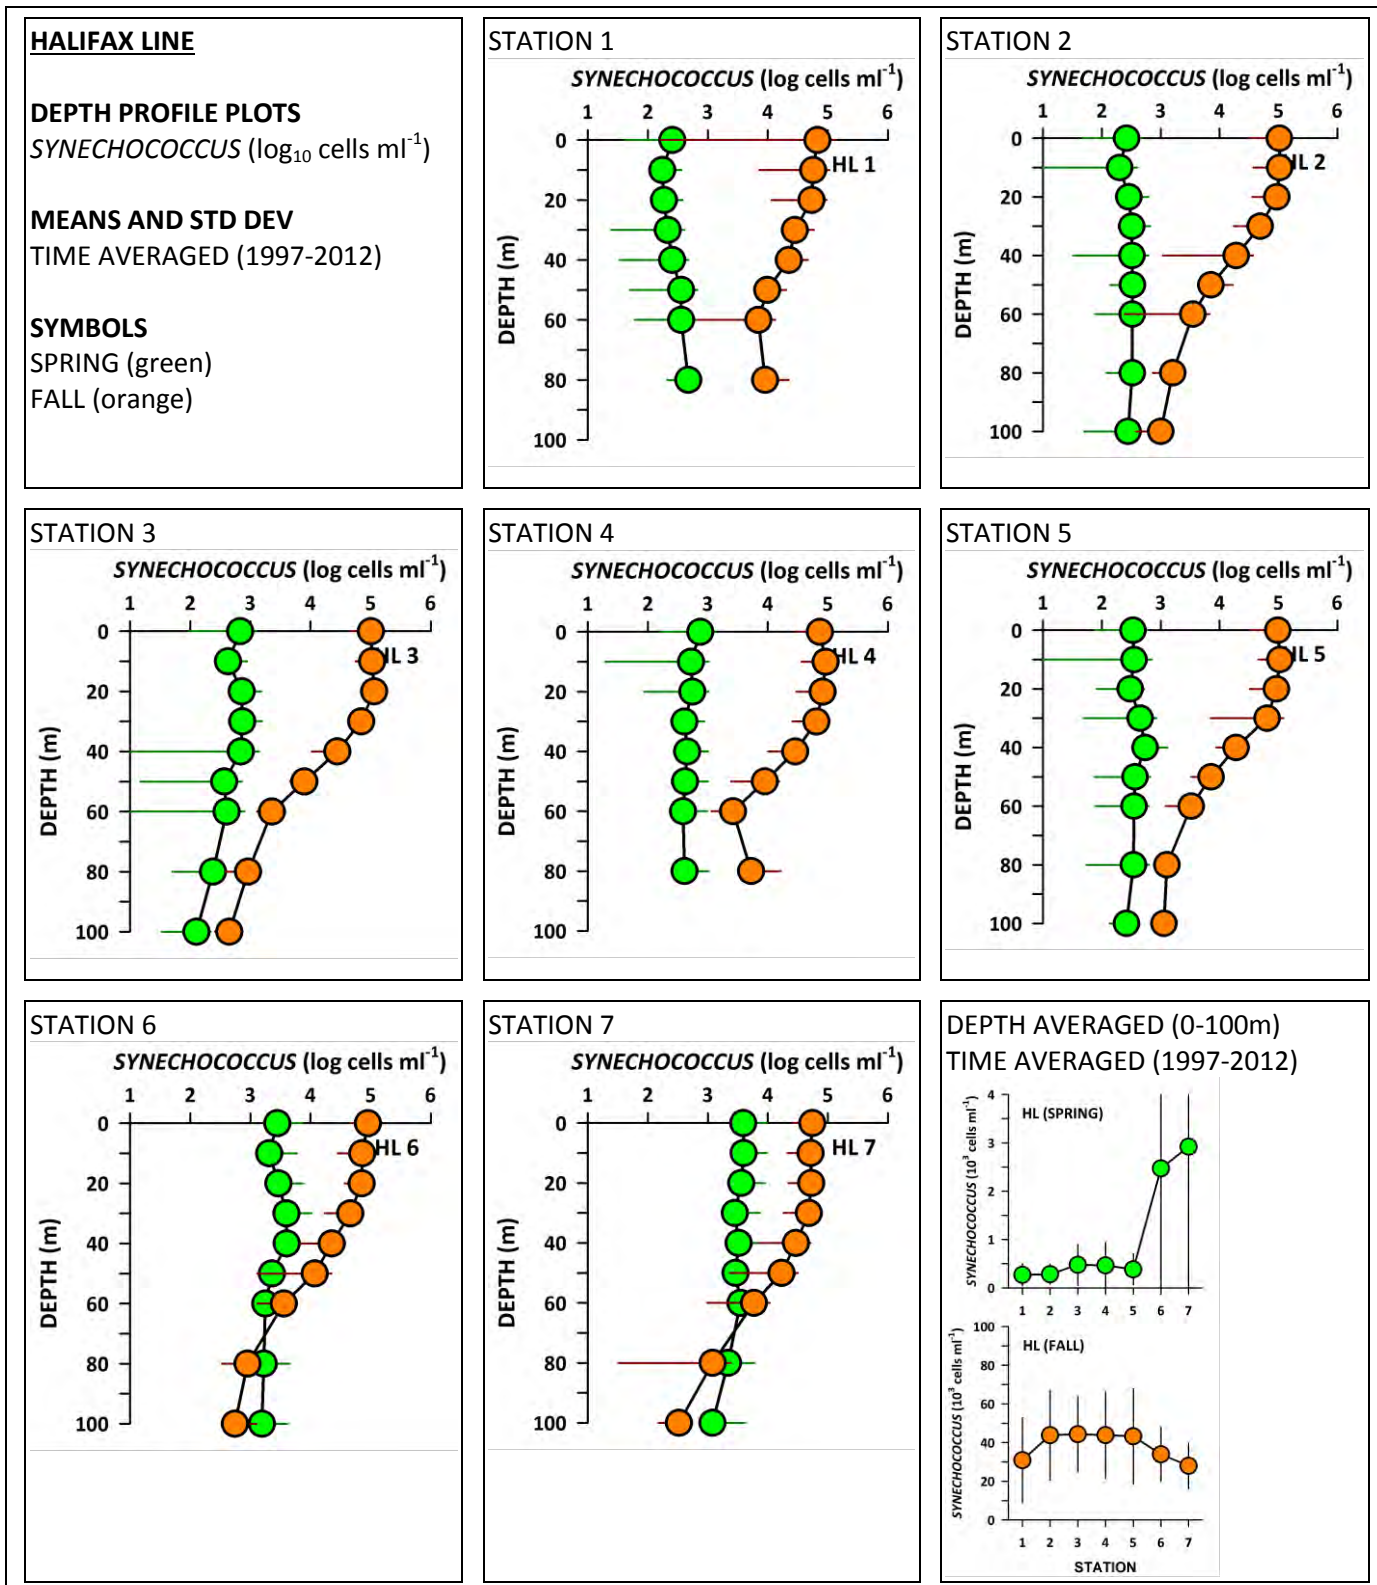 HALIFAX LINE
DEPTH PROFILE PLOTS
SYNECHOCOCCUS (log10 cells ml-1)
MEANS AND STD DEV
TIME AVERAGED (1997-2012)
SYMBOLS
SPRING (green)
FALL (orange)
STATION 1
SYNECHOCOCCUS (log cells ml-1)
1 2 3 4 5 6
0
HL 1
20
40
DEPTH (m)
60
80
100
STATION 2
SYNECHOCOCCUS (log cells ml-1)
1 2 3 4 5 6
0
HL 2
20
40
DEPTH (m)
60
80
100
STATION 3
SYNECHOCOCCUS (log cells ml-1)
1 2 3 4 5 6
0
HL 3
20
40
DEPTH (m)
60
80
100
STATION 4
SYNECHOCOCCUS (log cells ml-1)
1 2 3 4 5 6
0
HL 4
20
40
DEPTH (m)
60
80
100
STATION 5
SYNECHOCOCCUS (log cells ml-1)
1 2 3 4 5 6
0
HL 5
20
40
DEPTH (m)
60
80
100
STATION 6
SYNECHOCOCCUS (log cells ml-1)
1 2 3 4 5 6
0
HL 6
20
40
DEPTH (m)
60
80
100
STATION 7
SYNECHOCOCCUS (log cells ml-1)
1 2 3 4 5 6
0
HL 7
20
40
DEPTH (m)
60
80
100
DEPTH AVERAGED (0-100m)
TIME AVERAGED (1997-2012)
SYNECHOCOCCUS (10³ cells ml-1)
4
HL (SPRING)
3
2
1
0
1 2 3 4 5 6 7
SYNECHOCOCCUS (10³ cells ml-1)
100
HL (FALL)
80
60
40
20
0
1 2 3 4 5 6 7
STATION